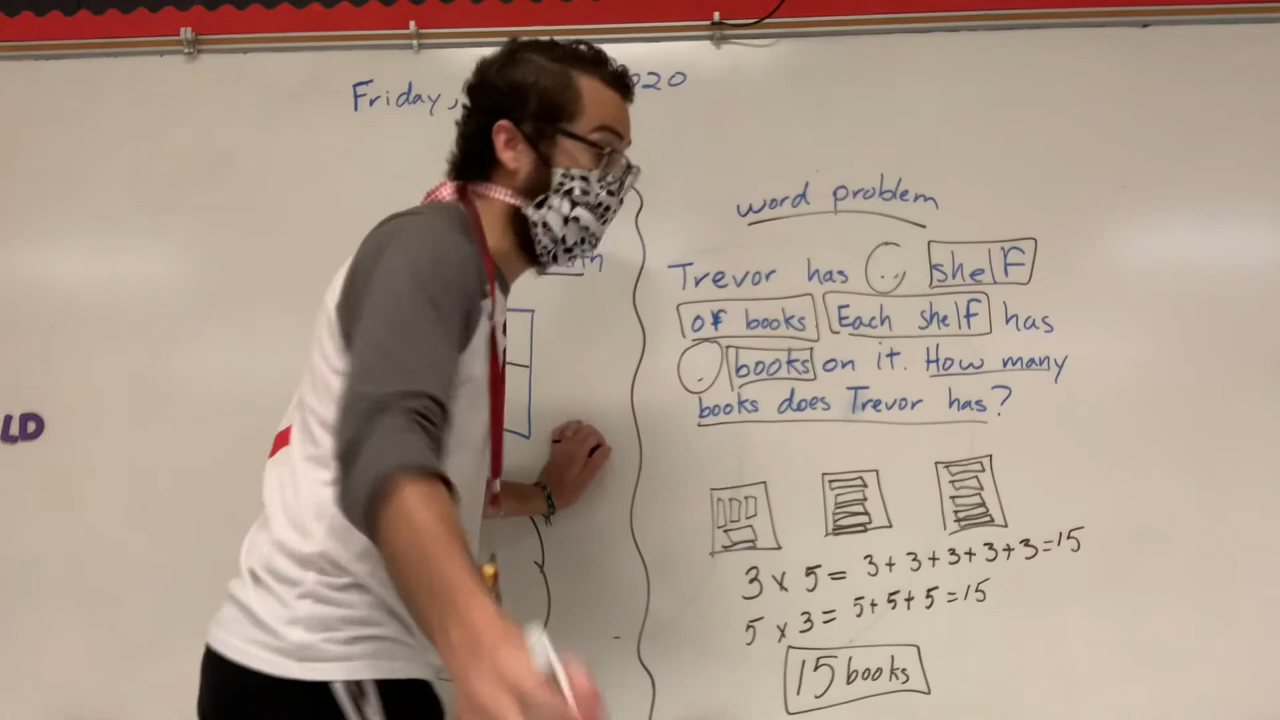 Friday,
020
word problem
Trevor has shelf
of books Each shelf has
books on it. How many
books does Trevor has?
LD
3 x 5 = 3+3+3+3+3=15
5 x 3 = 5+5+5=15
15 books